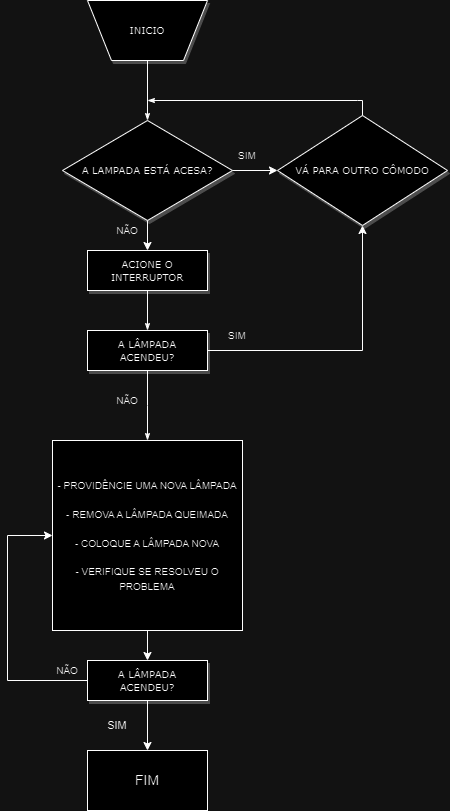 INICIO
SIM
A LAMPADA ESTÁ ACESA?
VÁ PARA OUTRO CÔMODO
NÃO
ACIONE O
INTERRUPTOR
SIM
A LÂMPADA
ACENDEU?
NÃO
- PROVIDÊNCIE UMA NOVA LÂMPADA
- REMOVA A LÂMPADA QUEIMADA
- COLOQUE A LÂMPADA NOVA
- VERIFIQUE SE RESOLVEU O
PROBLEMA
NÃO
A LÂMPADA
ACENDEU?
SIM
FIM